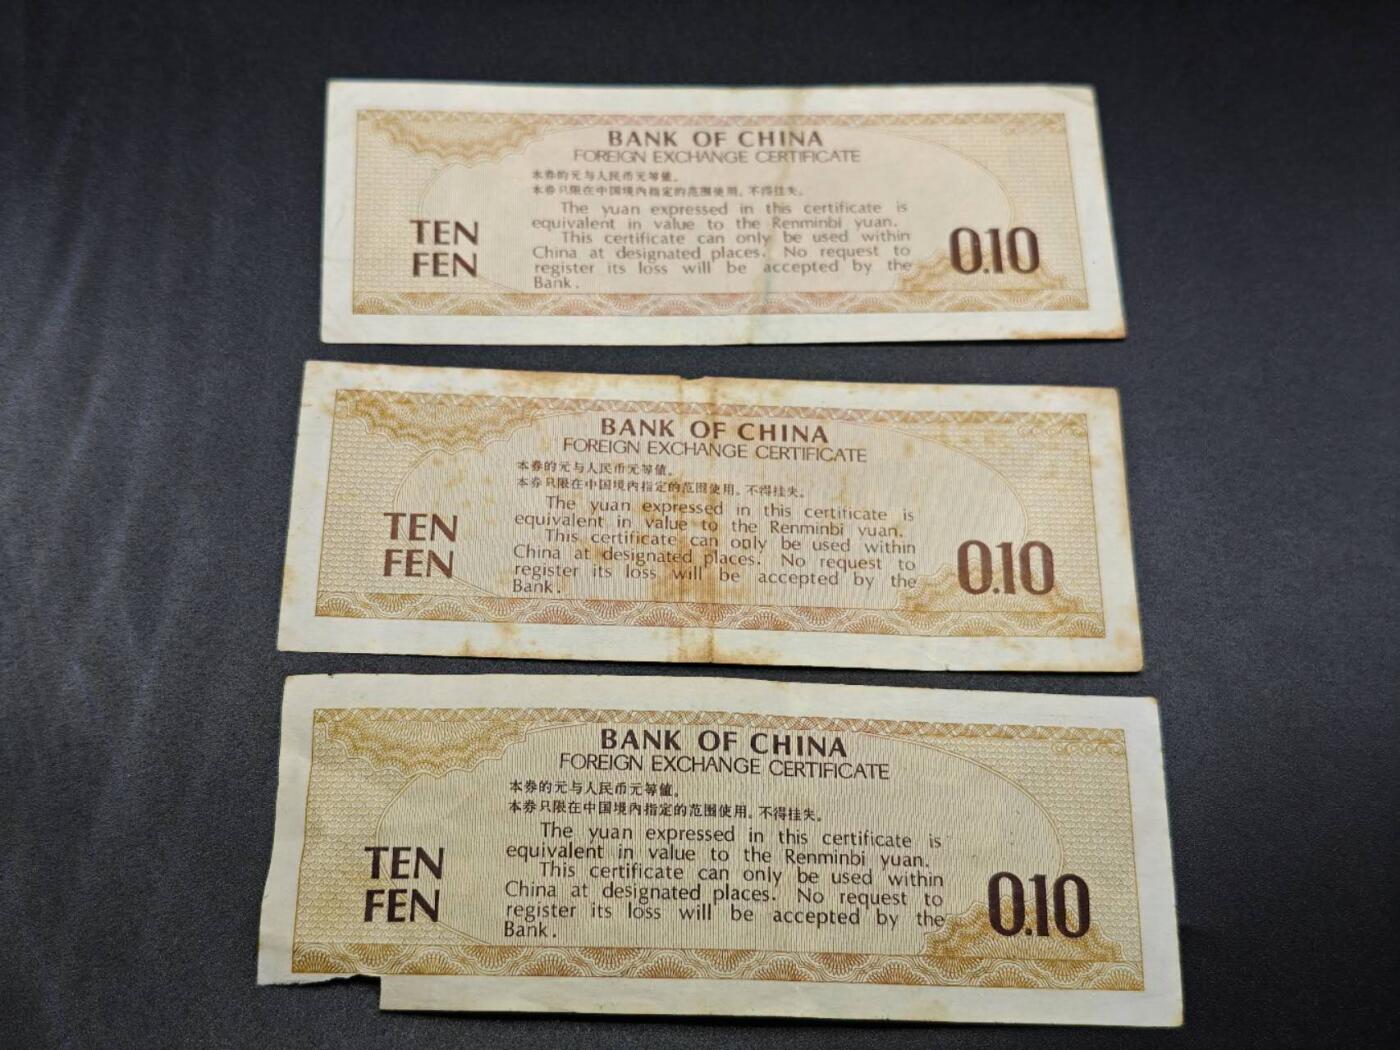 BANK OF CHINA
FOREIGN EXCHANGE CERTIFICATE
本券的元与人民币元等值。
本券只限在中国境内指定的范围使用，不得挂失。
The yuan expressed in this certificate is
equivalent in value to the Renminbi yuan.
This certificate can only be used within
China at designated places. No request to
register its loss will be accepted by the
Bank.
TEN
FEN
0.10
BANK OF CHINA
FOREIGN EXCHANGE CERTIFICATE
本券的元与人民币元等值。
本券只限在中国境内指定的范围使用，不得挂失。
The yuan expressed in this certificate is
equivalent in value to the Renminbi yuan.
This certificate can only be used within
China at designated places. No request to
register its loss will be accepted by the
Bank.
TEN
FEN
0.10
BANK OF CHINA
FOREIGN EXCHANGE CERTIFICATE
本券的元与人民币元等值。
本券只限在中国境内指定的范围使用，不得挂失。
The yuan expressed in this certificate is
equivalent in value to the Renminbi yuan.
This certificate can only be used within
China at designated places. No request to
register its loss will be accepted by the
Bank.
TEN
FEN
0.10